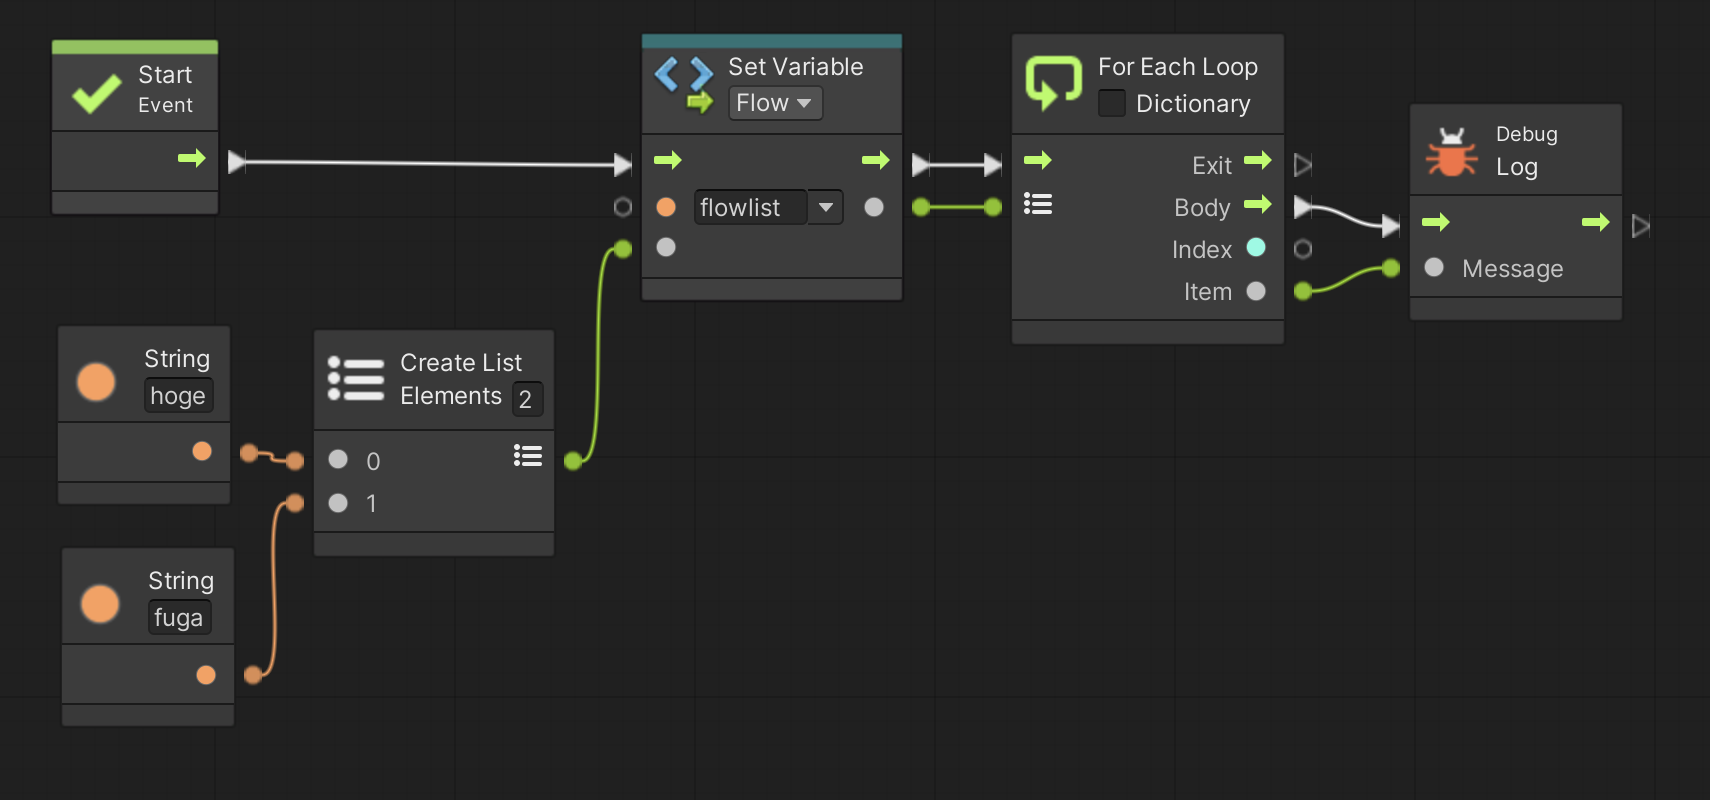 Start
Event
Set Variable
Flow
flowlist
For Each Loop
Dictionary
Exit
Body
Index
Item
Debug
Log
Message
String
hoge
Create List
Elements 2
0
1
String
fuga